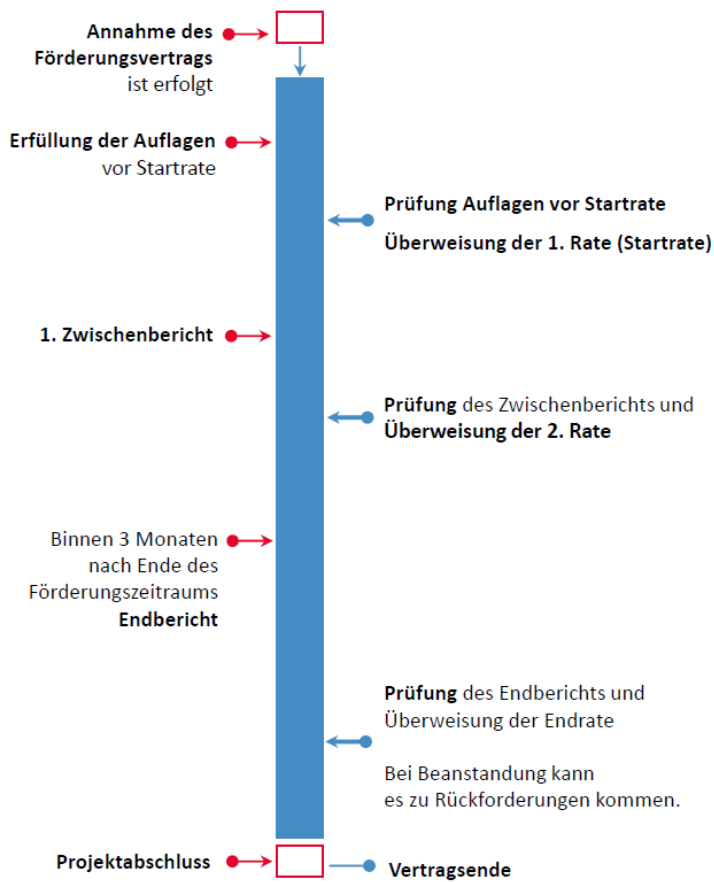 Annahme des
Förderungsvertrags
ist erfolgt
Erfüllung der Auflagen
vor Startrate
Prüfung Auflagen vor Startrate
Überweisung der 1. Rate (Startrate)
1. Zwischenbericht
Prüfung des Zwischenberichts und
Überweisung der 2. Rate
Binnen 3 Monaten
nach Ende des
Förderungszeitraums
Endbericht
Prüfung des Endberichts und
Überweisung der Endrate
Bei Beanstandung kann
es zu Rückforderungen kommen.
Projektabschluss
Vertragsende